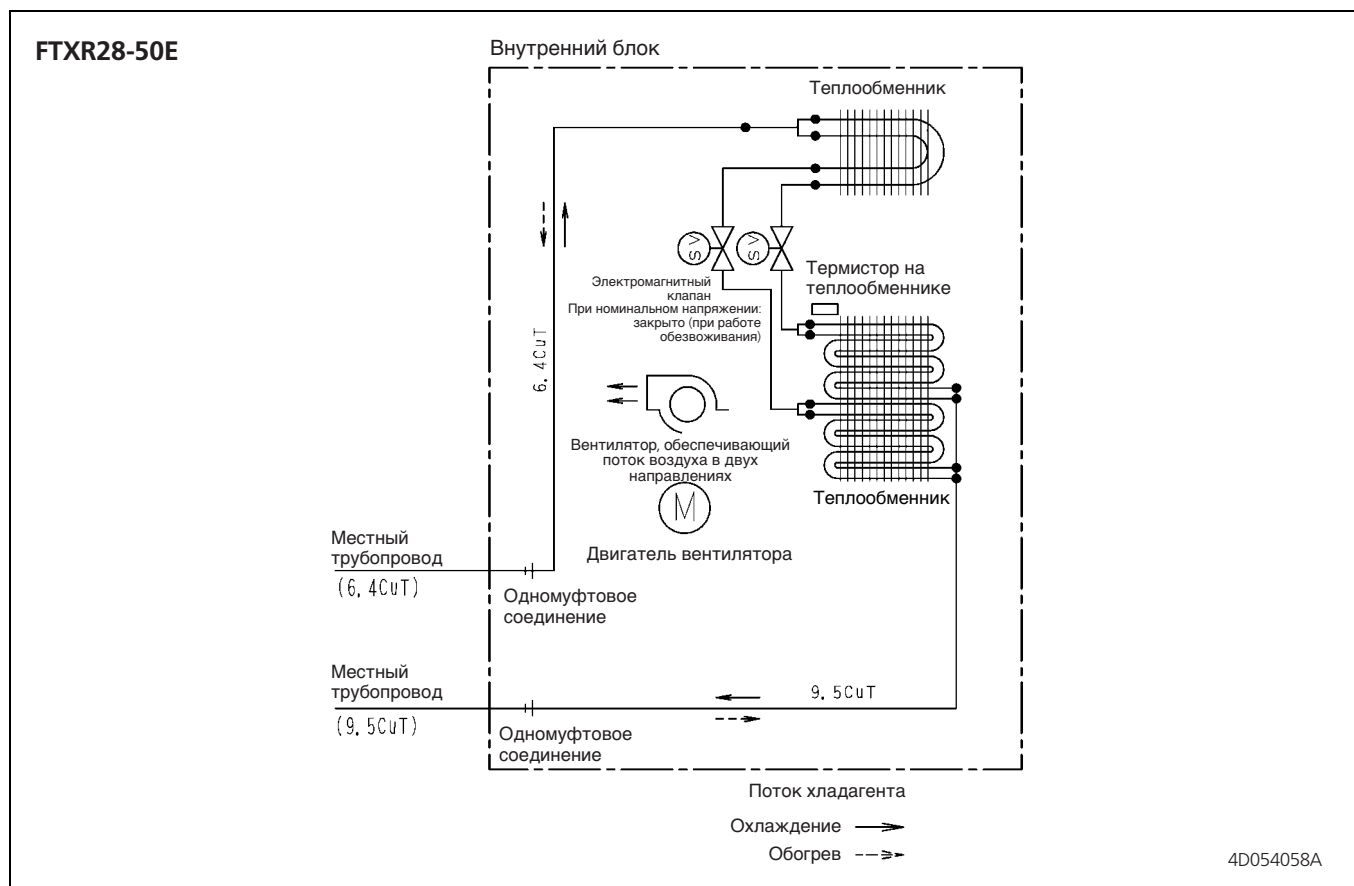 FTXR28-50E
Внутренний блок
Теплообменник
S V
S V
Термистор на
теплообменнике
Электромагнитный
клапан
При номинальном напряжении:
закрыто (при работе
обезвоживания)
6,4CuT
Вентилятор, обеспечивающий
поток воздуха в двух
направлениях
M
Теплообменник
Двигатель вентилятора
Местный
трубопровод
(6,4CuT)
Одномуфтовое
соединение
Местный
трубопровод
(9,5CuT)
9,5CuT
Одномуфтовое
соединение
Поток хладагента
Охлаждение
Обогрев
4D054058A